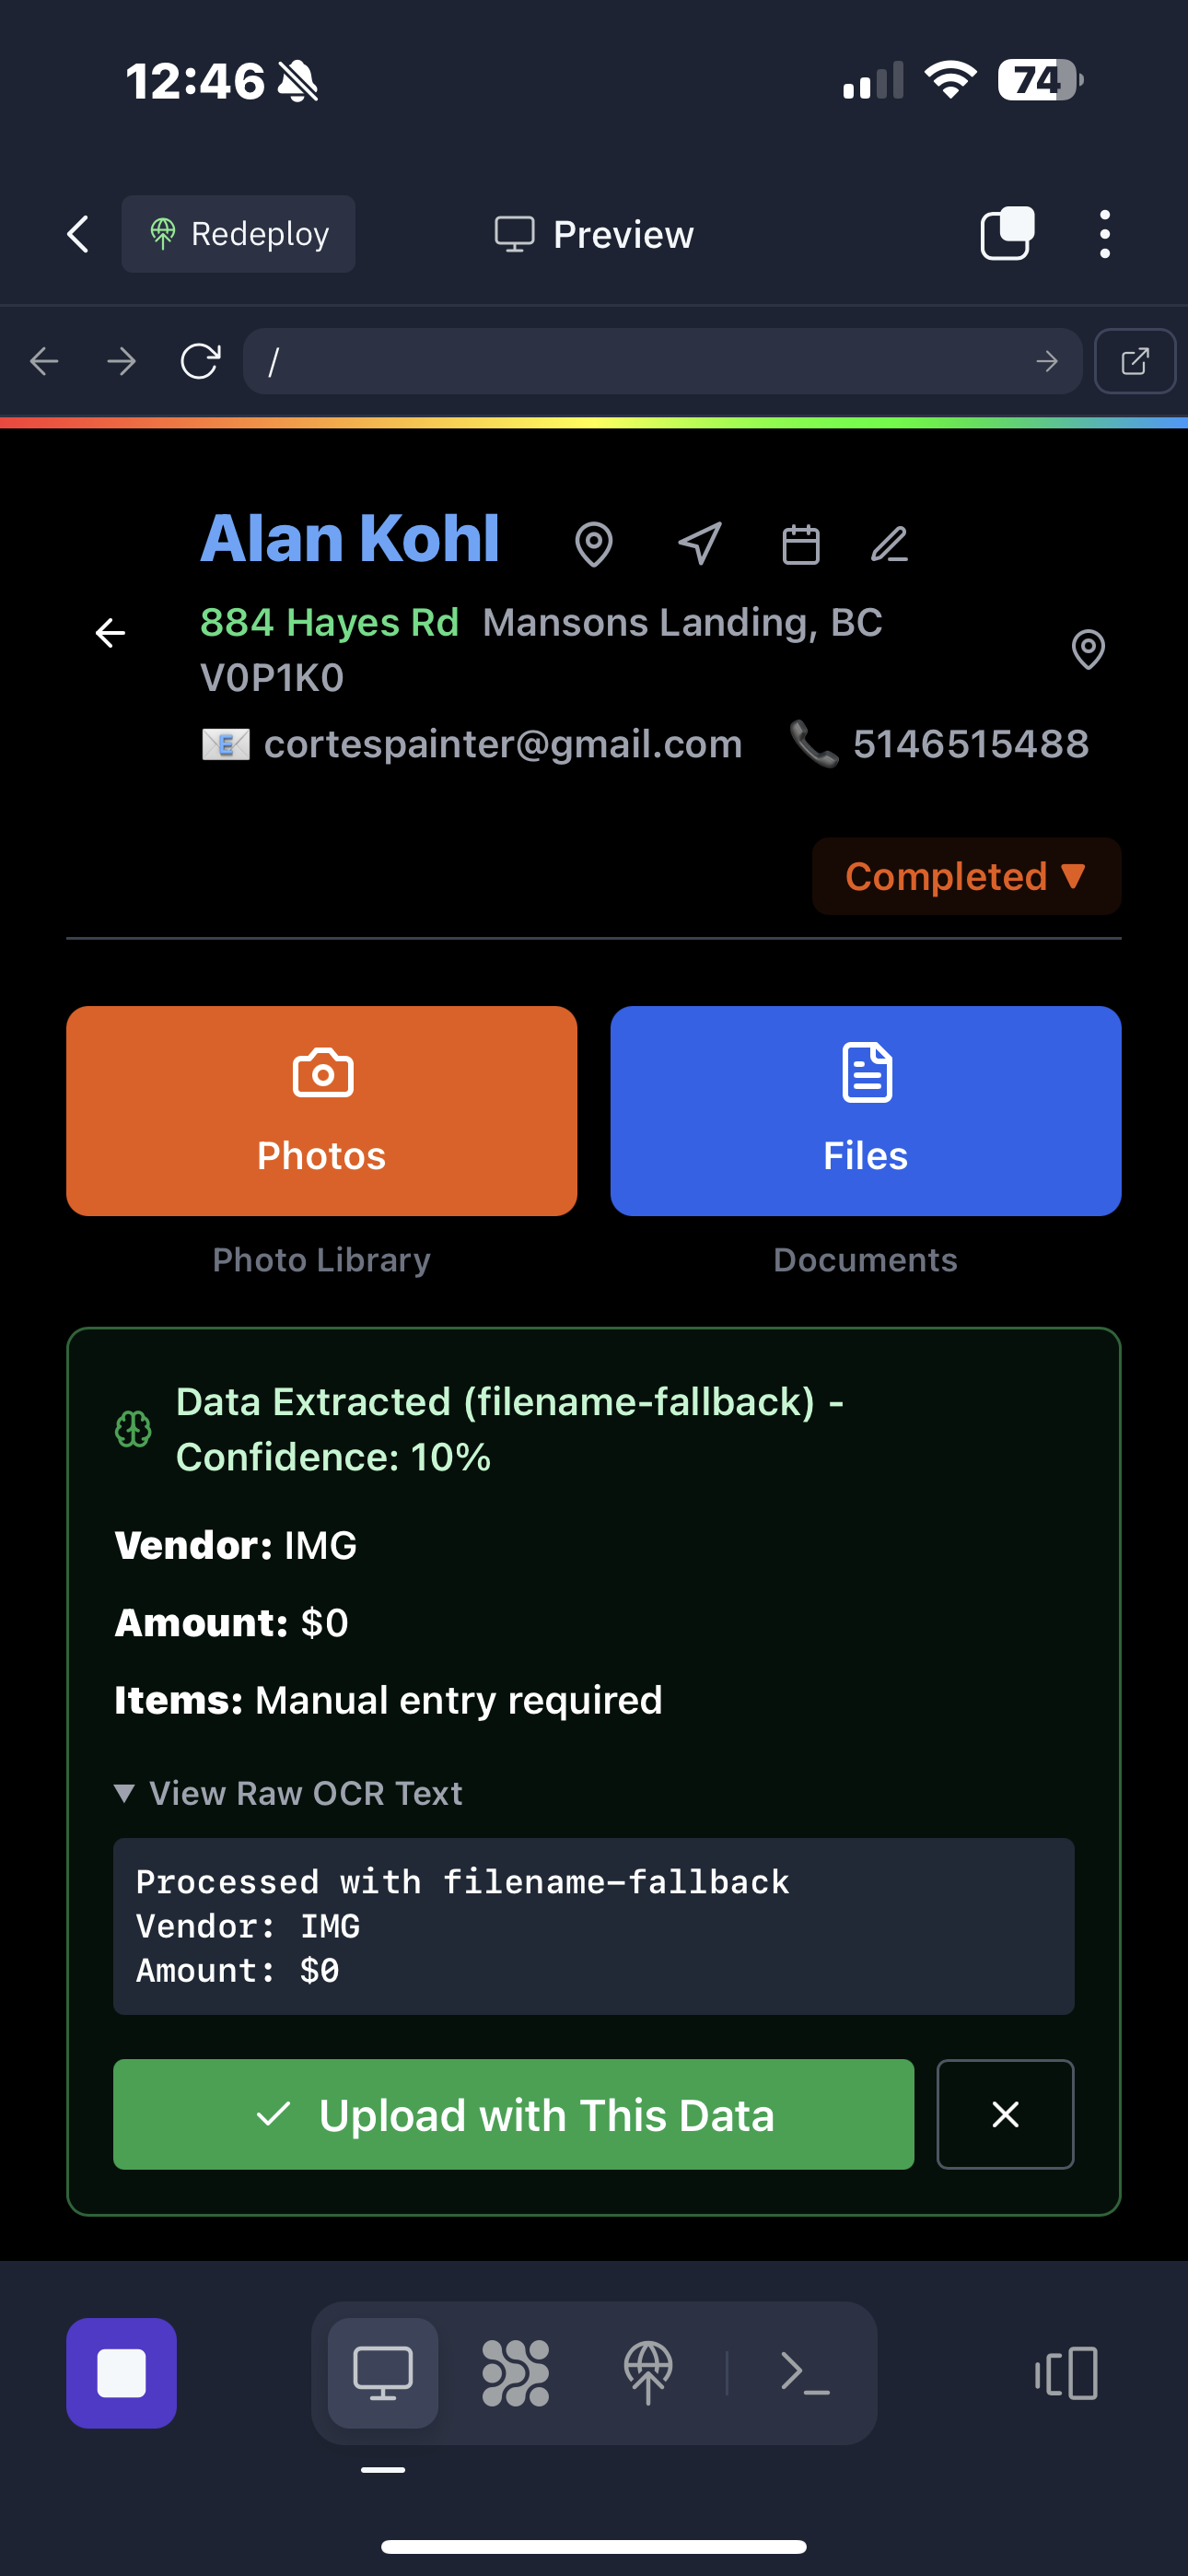 12:46
74
Redeploy
Preview
/
Alan Kohl
884 Hayes Rd Mansons Landing, BC
V0P1K0
📧 cortespainter@gmail.com 📞 5146515488
Completed ▼
Photos
Files
Photo Library
Documents
Data Extracted (filename-fallback) -
Confidence: 10%
Vendor: IMG
Amount: $0
Items: Manual entry required
▼ View Raw OCR Text
Processed with filename-fallback
Vendor: IMG
Amount: $0
Upload with This Data